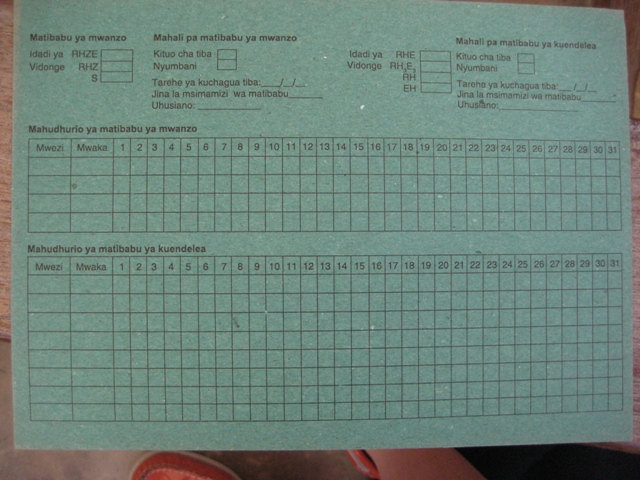 Matibabu ya mwanzo
Idadi ya RHZE
Vidonge RHZ
S
Mahali pa matibabu ya mwanzo
Kituo cha tiba
Nyumbani
Tarehe ya kuchagua tiba:___/__/__
Jina la msimamizi wa matibabu
Uhusiano:
Idadi ya RHE
Vidonge RH3E3
RH
EH
Mahali pa matibabu ya kuendalea
Kituo cha tiba
Nyumbani
Tarehe ya kuchagua tiba:___/__/__
Jina la msimamizi wa matibabu
Uhusiano:
Mahudhurio ya matibabu ya mwanzo
Mwezi Mwaka 1 2 3 4 5 6 7 8 9 10 11 12 13 14 15 16 17 18 19 20 21 22 23 24 25 26 27 28 29 30 31
Mahudhurio ya matibabu ya kuendelea
Mwezi Mwaka 1 2 3 4 5 6 7 8 9 10 11 12 13 14 15 16 17 18 19 20 21 22 23 24 25 26 27 28 29 30 31